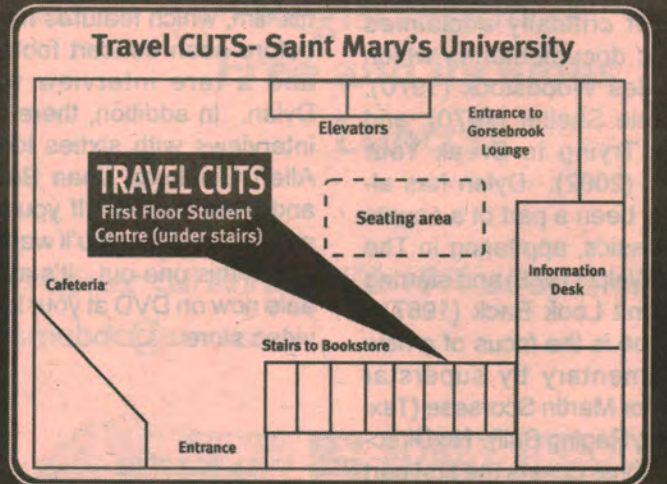 Travel CUTS- Saint Mary's University
Elevators
Entrance to
Gorsebrook
Lounge
TRAVEL CUTS
First Floor Student
Centre (under stairs)
Seating area
Cafeteria
Information
Desk
Stairs to Bookstore
Entrance